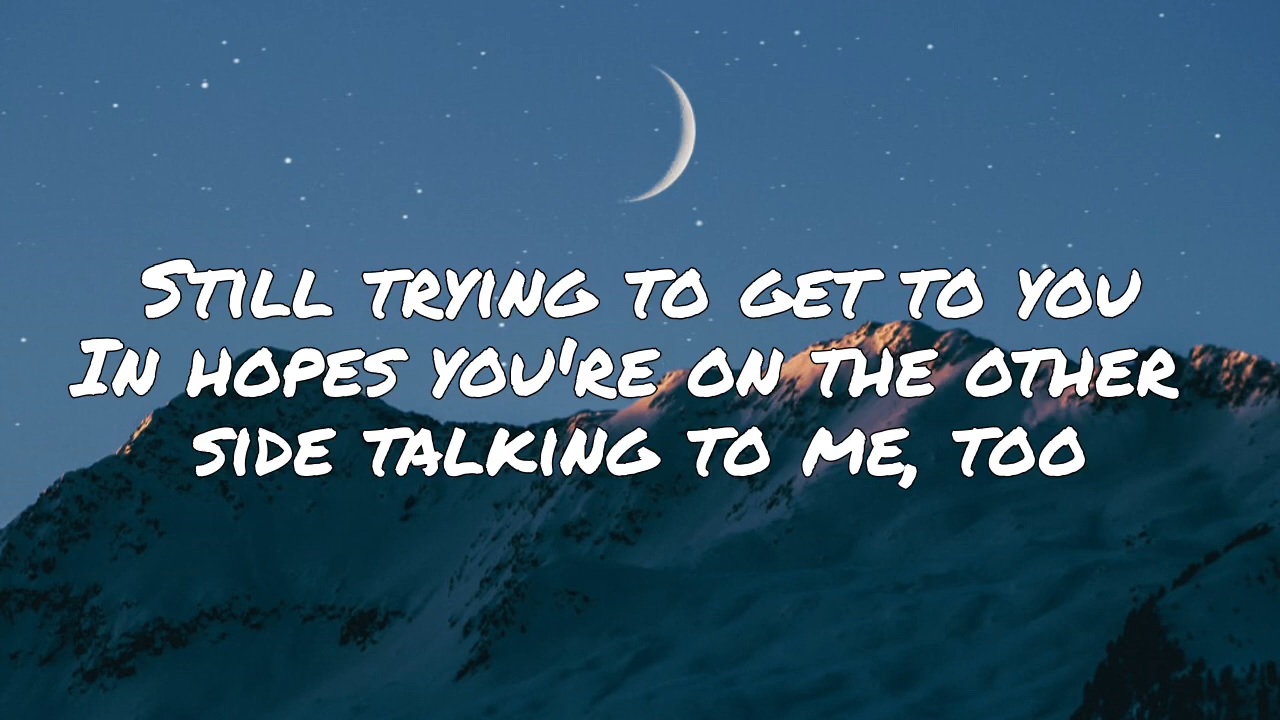 Still trying to get to you
In hopes you're on the other
side talking to me, too